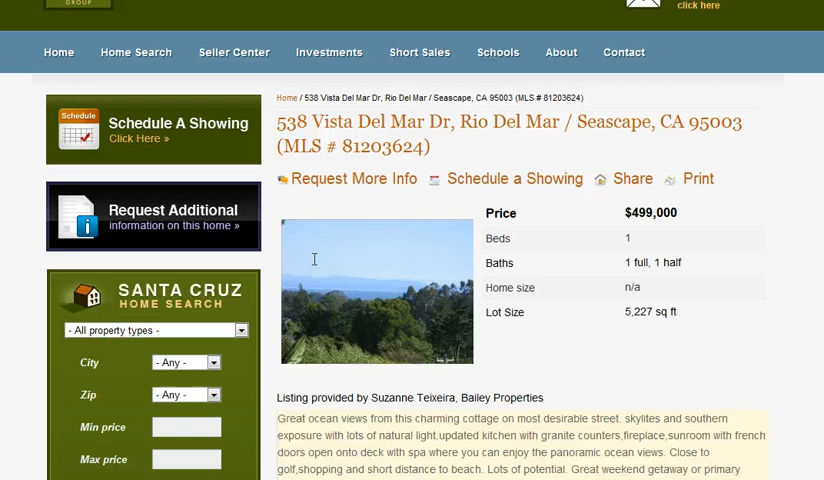 GROUP
click here
Home Home Search Seller Center Investments Short Sales Schools About Contact
Home / 538 Vista Del Mar Dr, Rio Del Mar / Seascape, CA 95003 (MLS # 81203624)
538 Vista Del Mar Dr, Rio Del Mar / Seascape, CA 95003
(MLS # 81203624)
Request More Info Schedule a Showing Share Print
Schedule
Schedule A Showing
Click Here »
Request Additional
information on this home »
SANTA CRUZ
HOME SEARCH
- All property types -
City - Any -
Zip - Any -
Min price
Max price
Price $499,000
Beds 1
Baths 1 full, 1 half
Home size n/a
Lot Size 5,227 sq ft
Listing provided by Suzanne Teixeira, Bailey Properties
Great ocean views from this charming cottage on most desirable street. skylites and southern
exposure with lots of natural light,updated kitchen with granite counters,fireplace,sunroom with french
doors open onto deck with spa where you can enjoy the panoramic ocean views. Close to
golf,shopping and short distance to beach. Lots of potential. Great weekend getaway or primary